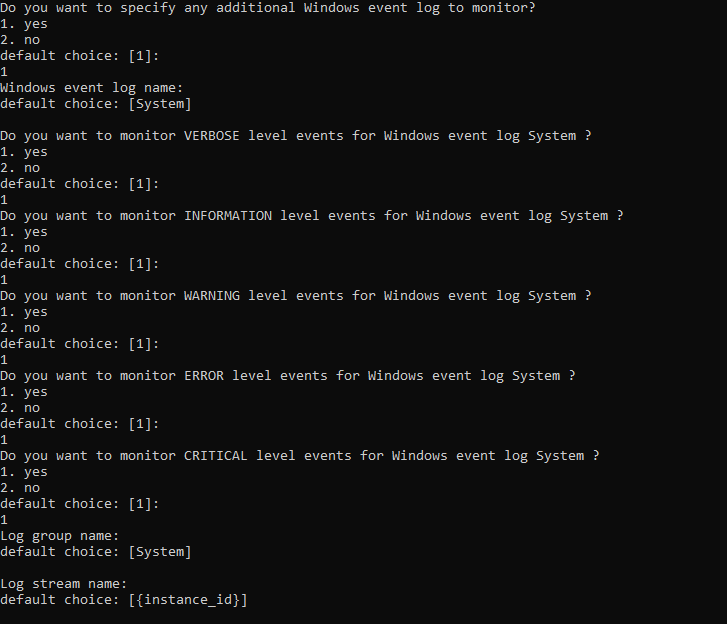 Do you want to specify any additional Windows event log to monitor?
1. yes
2. no
default choice: [1]:
1
Windows event log name:
default choice: [System]
Do you want to monitor VERBOSE level events for Windows event log System ?
1. yes
2. no
default choice: [1]:
1
Do you want to monitor INFORMATION level events for Windows event log System ?
1. yes
2. no
default choice: [1]:
1
Do you want to monitor WARNING level events for Windows event log System ?
1. yes
2. no
default choice: [1]:
1
Do you want to monitor ERROR level events for Windows event log System ?
1. yes
2. no
default choice: [1]:
1
Do you want to monitor CRITICAL level events for Windows event log System ?
1. yes
2. no
default choice: [1]:
1
Log group name:
default choice: [System]
Log stream name:
default choice: [{instance_id}]